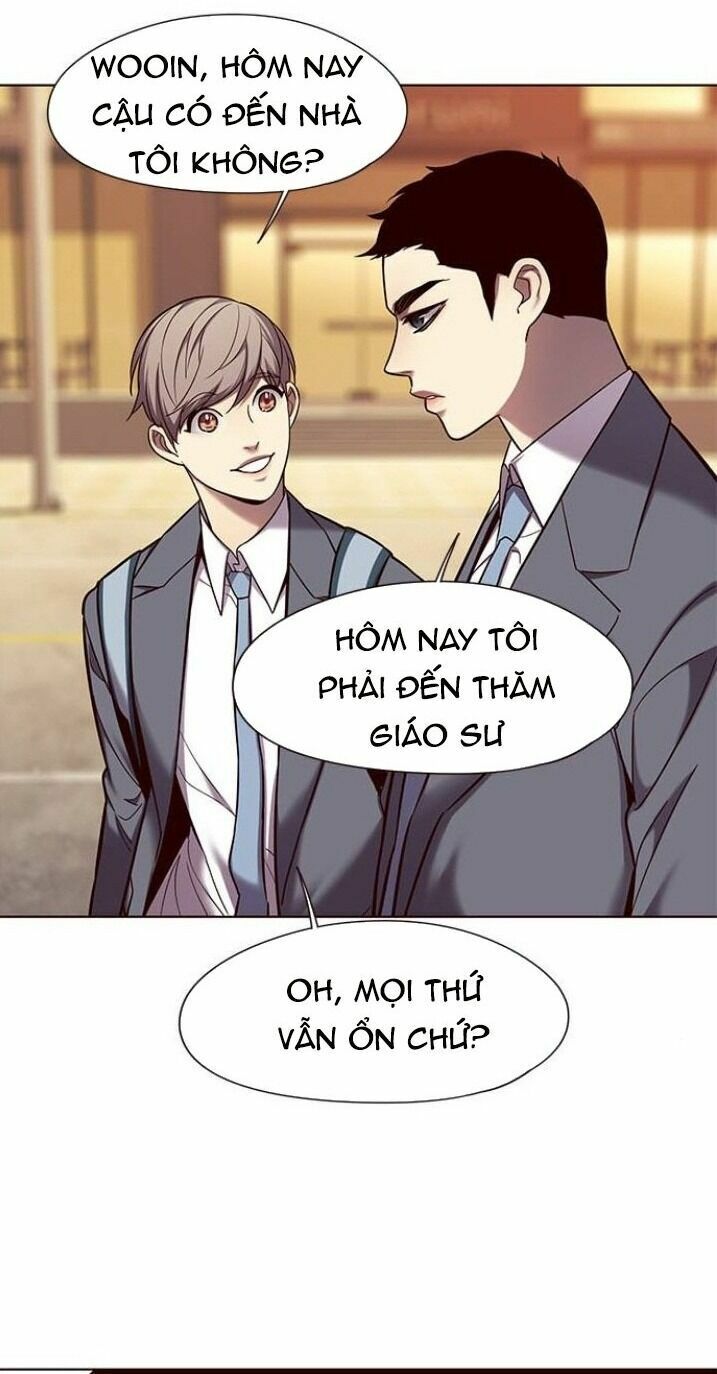 WOOIN, HÔM NAY
CẬU CÓ ĐẾN NHÀ
TÔI KHÔNG?
HÔM NAY TÔI
PHẢI ĐẾN THĂM
GIÁO SƯ
OH, MỌI THỨ
VẪN ỔN CHỨ?